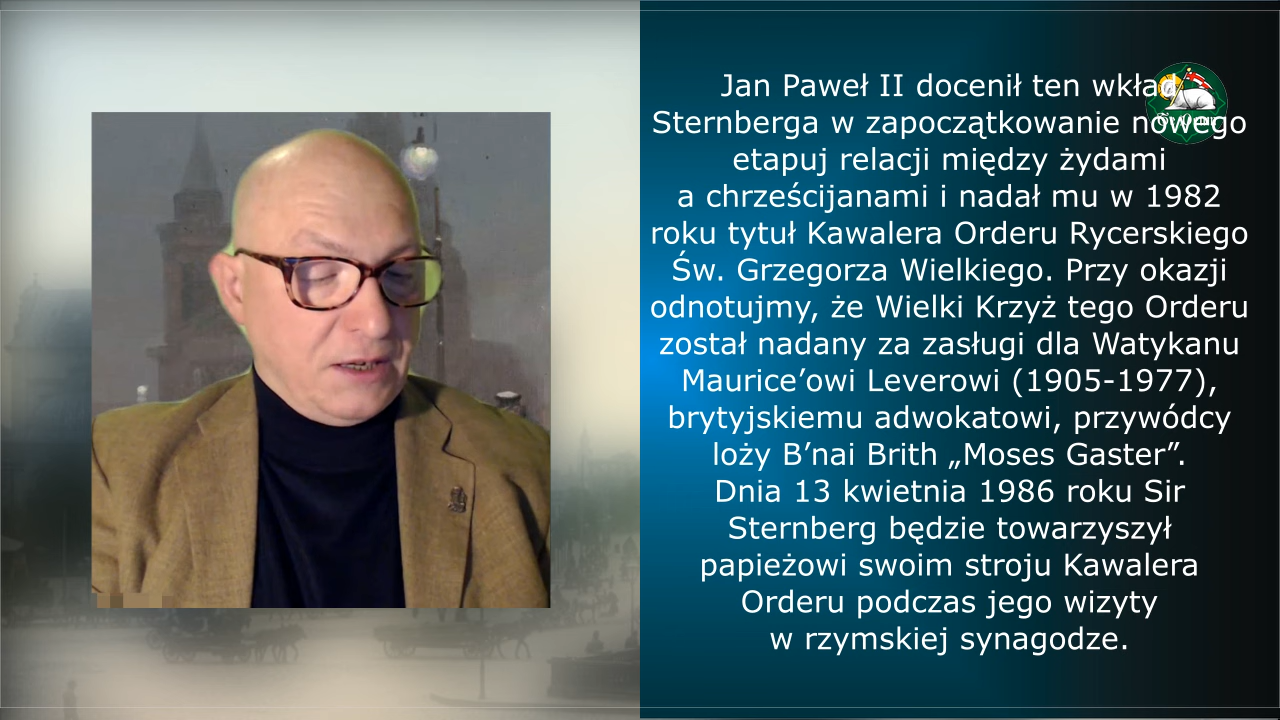 Jan Paweł II docenił ten wkład
Sternberga w zapoczątkowanie nowego
etapuj relacji między żydami
a chrześcijanami i nadał mu w 1982
roku tytuł Kawalera Orderu Rycerskiego
Św. Grzegorza Wielkiego. Przy okazji
odnotujmy, że Wielki Krzyż tego Orderu
został nadany za zasługi dla Watykanu
Maurice’owi Leverowi (1905-1977),
brytyjskiemu adwokatowi, przywódcy
loży B’nai Brith „Moses Gaster”.
Dnia 13 kwietnia 1986 roku Sir
Sternberg będzie towarzyszył
papieżowi swoim stroju Kawalera
Orderu podczas jego wizyty
w rzymskiej synagodze.